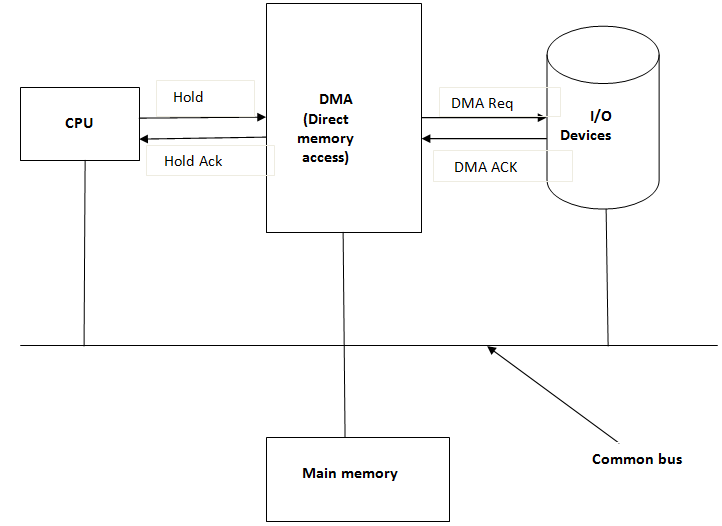 CPU
Hold
Hold Ack
DMA
(Direct
memory
access)
DMA Req
DMA ACK
I/O
Devices
Main memory
Common bus